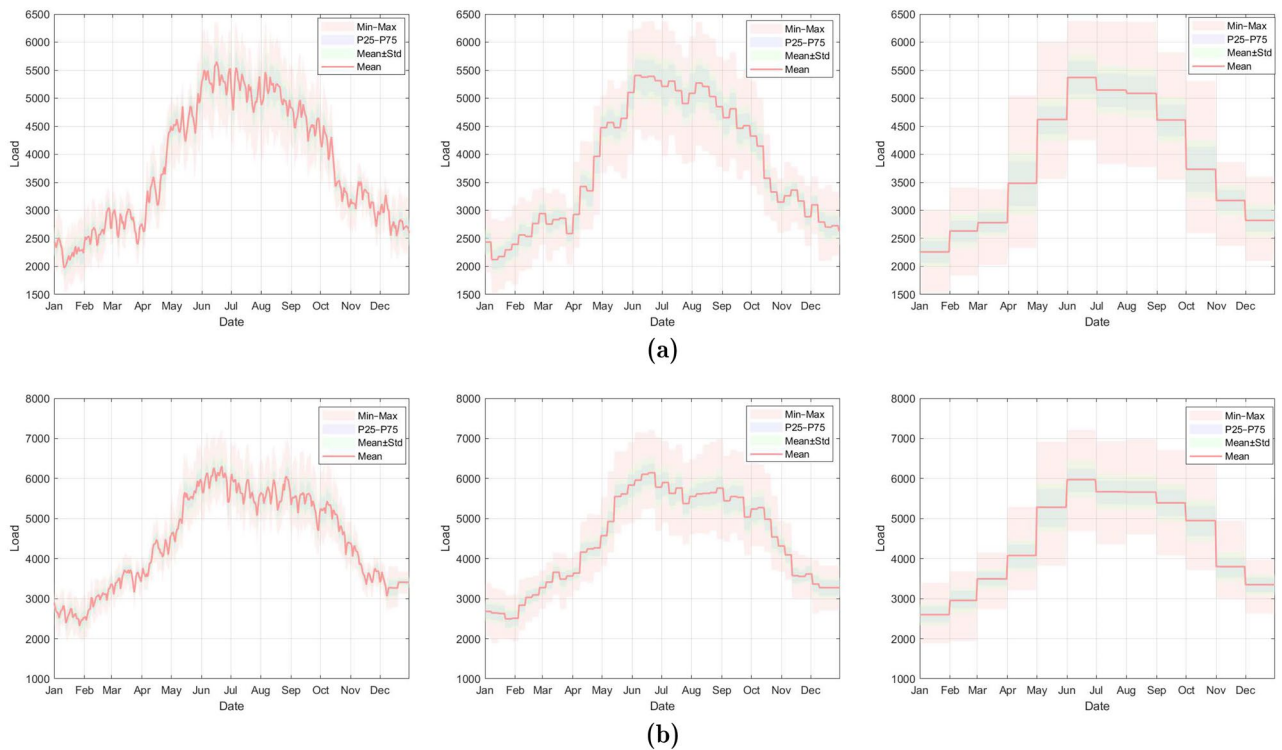 6500
6000
5500
5000
4500
4000
3500
3000
2500
2000
1500
Load
Jan Feb Mar Apr May Jun Jul Aug Sep Oct Nov Dec
Date
Min–Max
P25–P75
Mean±Std
Mean
6500
6000
5500
5000
4500
4000
3500
3000
2500
2000
1500
Load
Jan Feb Mar Apr May Jun Jul Aug Sep Oct Nov Dec
Date
Min–Max
P25–P75
Mean±Std
Mean
6500
6000
5500
5000
4500
4000
3500
3000
2500
2000
1500
Load
Jan Feb Mar Apr May Jun Jul Aug Sep Oct Nov Dec
Date
Min–Max
P25–P75
Mean±Std
Mean
(a)
8000
7000
6000
5000
4000
3000
2000
1000
Load
Jan Feb Mar Apr May Jun Jul Aug Sep Oct Nov Dec
Date
Min–Max
P25–P75
Mean±Std
Mean
8000
7000
6000
5000
4000
3000
2000
1000
Load
Jan Feb Mar Apr May Jun Jul Aug Sep Oct Nov Dec
Date
Min–Max
P25–P75
Mean±Std
Mean
8000
7000
6000
5000
4000
3000
2000
1000
Load
Jan Feb Mar Apr May Jun Jul Aug Sep Oct Nov Dec
Date
Min–Max
P25–P75
Mean±Std
Mean
(b)